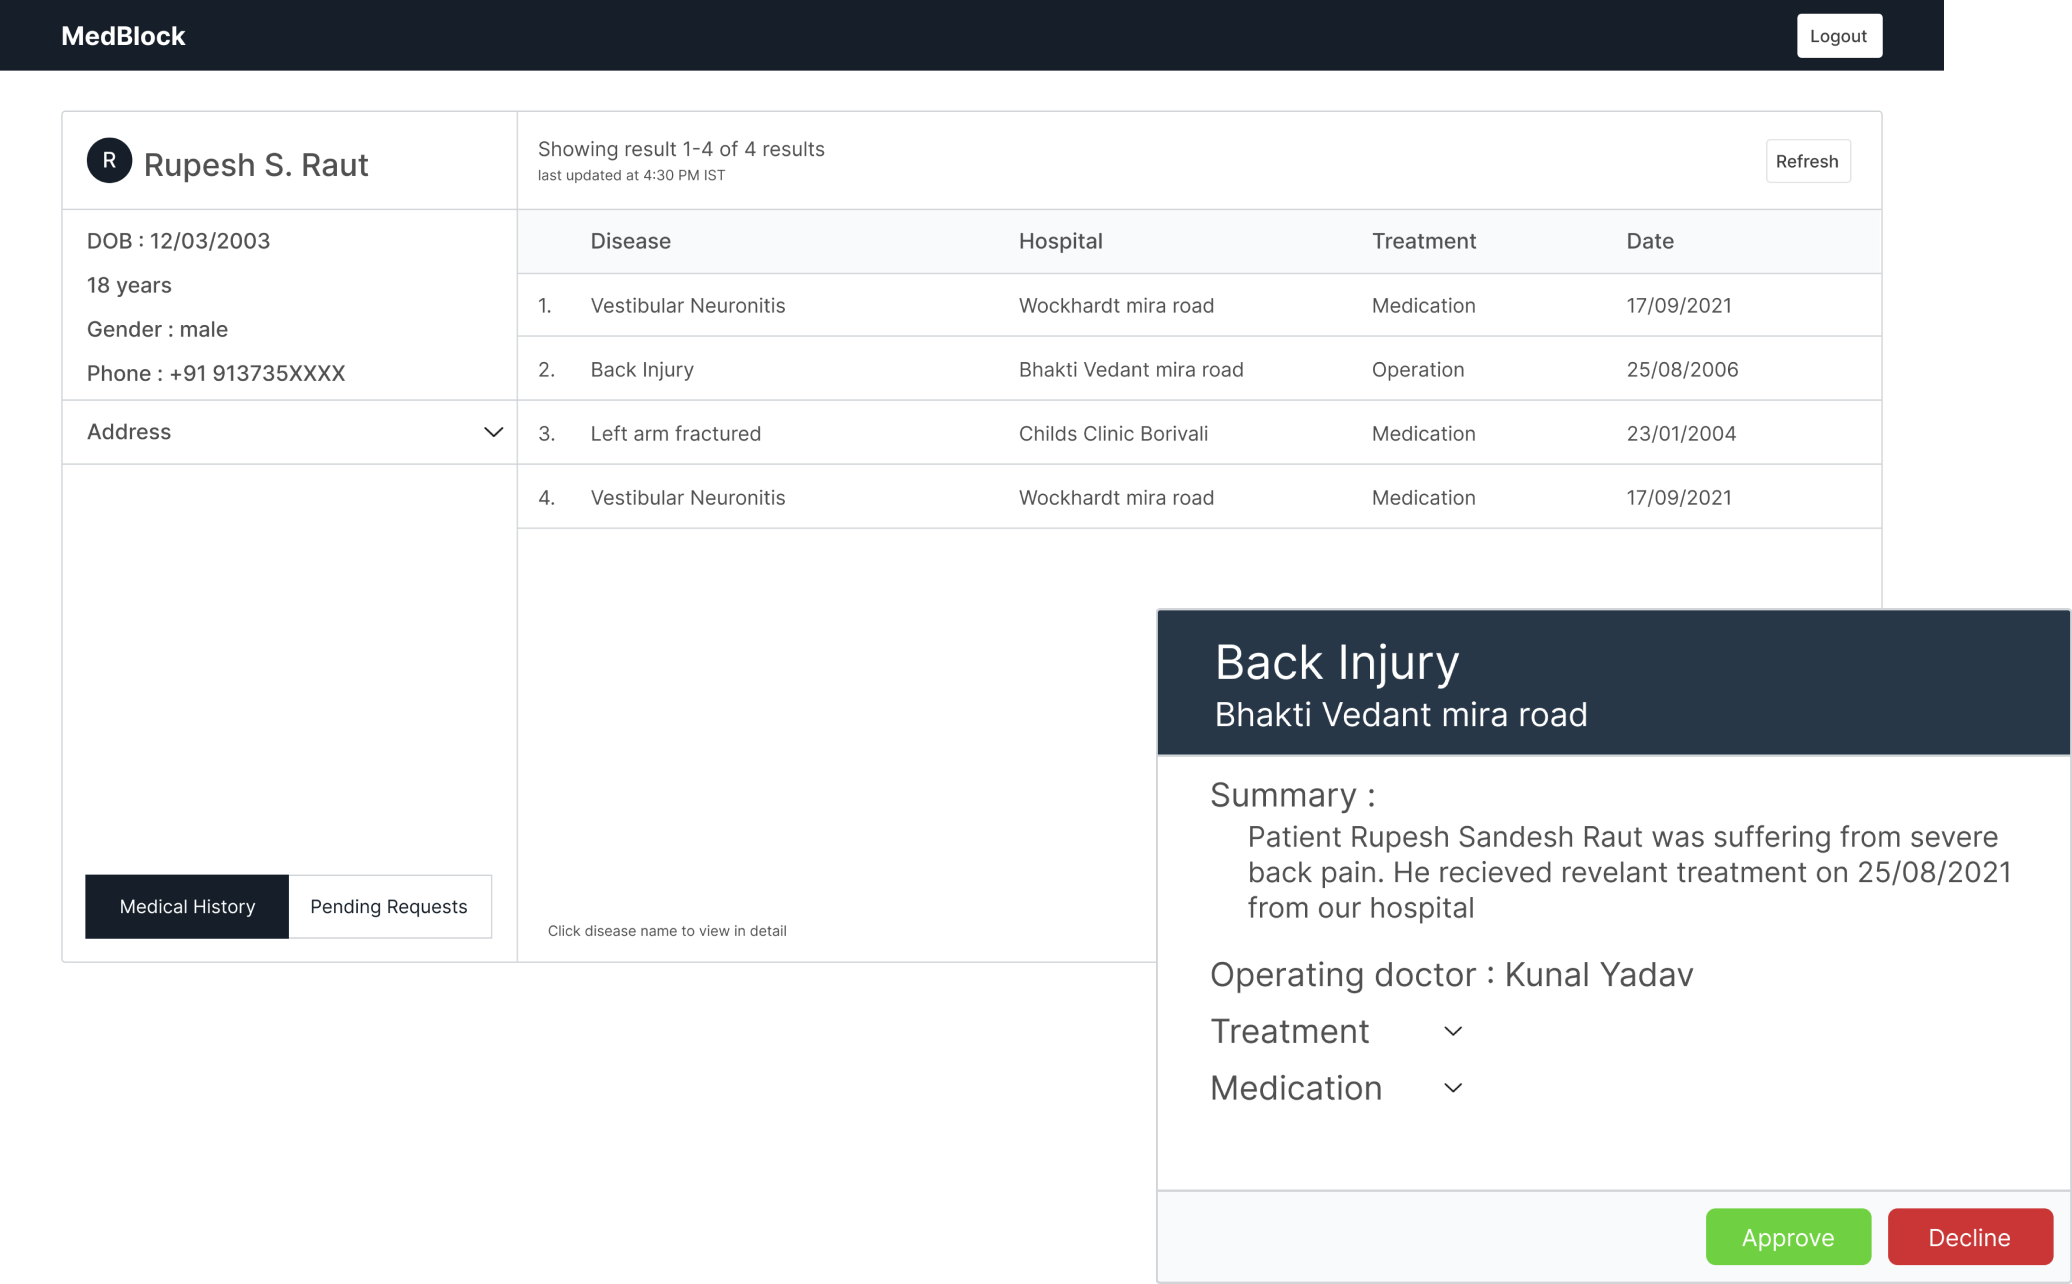 MedBlock
Logout
R
Rupesh S. Raut
DOB : 12/03/2003
18 years
Gender : male
Phone : +91 913735XXXX
Address
Medical History
Pending Requests
Showing result 1-4 of 4 results
last updated at 4:30 PM IST
Refresh
Disease Hospital Treatment Date
1. Vestibular Neuronitis Wockhardt mira road Medication 17/09/2021
2. Back Injury Bhakti Vedant mira road Operation 25/08/2006
3. Left arm fractured Childs Clinic Borivali Medication 23/01/2004
4. Vestibular Neuronitis Wockhardt mira road Medication 17/09/2021
Click disease name to view in detail
Back Injury
Bhakti Vedant mira road
Summary :
Patient Rupesh Sandesh Raut was suffering from severe
back pain. He recieved revelant treatment on 25/08/2021
from our hospital
Operating doctor : Kunal Yadav
Treatment
Medication
Approve
Decline